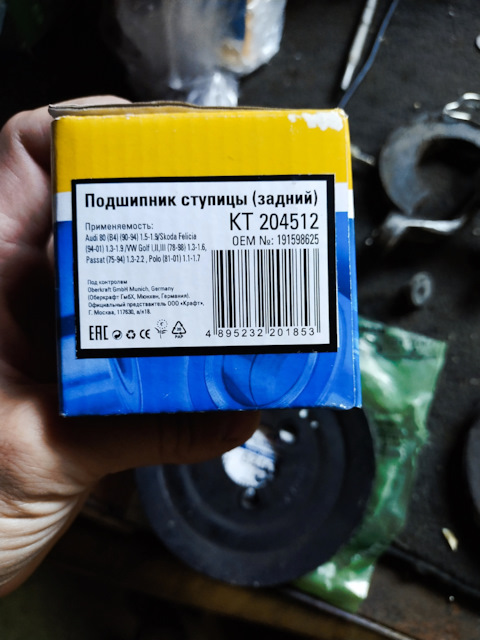 Подшипник ступицы (задний)
KT 204512
OEM №: 191598625
Применяемость:
Audi 80 (B4) (90-94) 1.5-1.9/Skoda Felicia
(94-01) 1.3-1.9 /VW Golf I,II,III (78-98) 1.3-1.6,
Passat (75-94) 1.3-2.2 , Polo (81-01) 1.1-1.7
Под контролем
Oberkraft GmbH Munich, Germany
(Оберкрафт ГмбХ, Мюнхен, Германия).
Официальный представитель ООО «Крафт»,
Г. Москва, 117630, а/я18.
EAC
CE
PAP
4 895232 201853